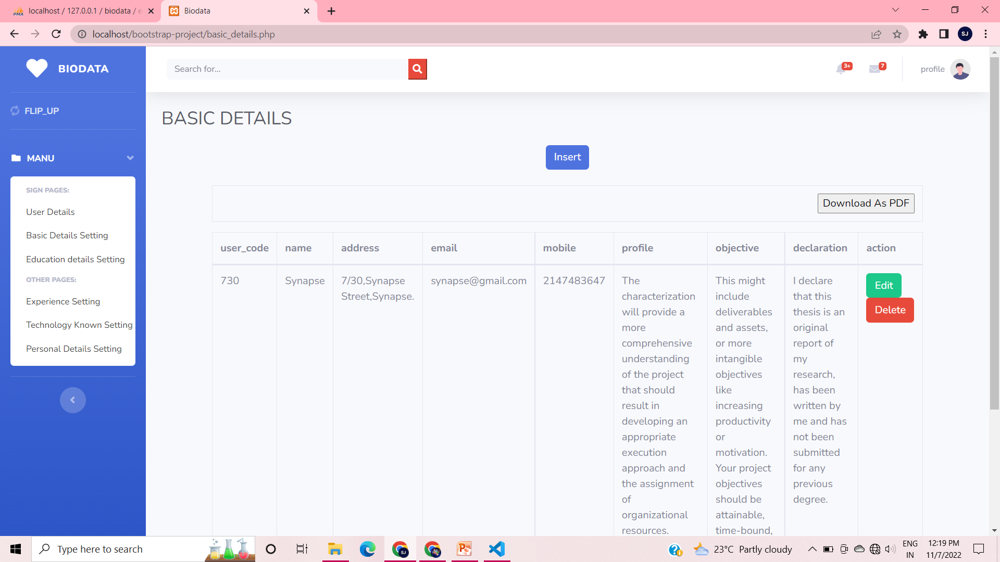 localhost / 127.0.0.1 / biodata / e
Biodata
localhost/bootstrap-project/basic_details.php
SJ
BIODATA
Search for...
3+
7
profile
FLIP_UP
BASIC DETAILS
MANU
Insert
SIGN PAGES:
User Details
Basic Details Setting
Education details Setting
OTHER PAGES:
Experience Setting
Technology Known Setting
Personal Details Setting
Download As PDF
user_code name address email mobile profile objective declaration action
730
Synapse
7/30,Synapse
Street,Synapse.
synapse@gmail.com
2147483647
The
characterization
will provide a
more
comprehensive
understanding
of the project
that should
result in
developing an
appropriate
execution
approach and
the assignment
of
organizational
resources.
This might
include
deliverables
and assets,
or more
intangible
objectives
like
increasing
productivity
or
motivation.
Your project
objectives
should be
attainable,
time-bound,
I declare
that this
thesis is an
original
report of
my
research,
has been
written by
me and has
not been
submitted
for any
previous
degree.
Edit
Delete
Type here to search
23°C Partly cloudy
ENG
IN
12:19 PM
11/7/2022